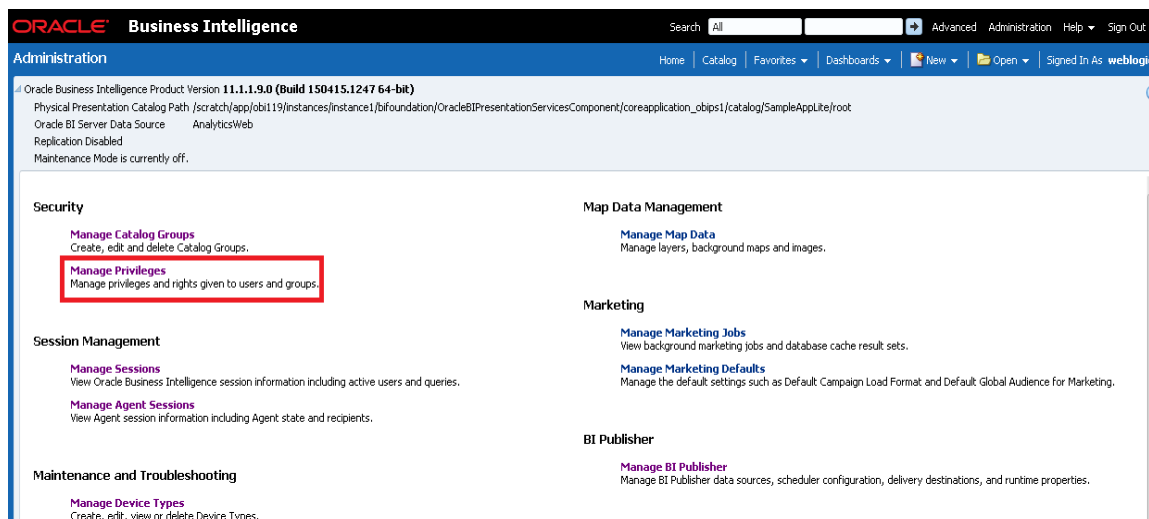 ORACLE Business Intelligence
Search All Advanced Administration Help Sign Out
Administration
Home Catalog Favorites Dashboards New Open Signed In As
Oracle Business Intelligence Product Version 11.1.1.9.0 (Build 150415.1247 64-bit)
Physical Presentation Catalog Path /scratch/app/obi119/instances/instance1/bifoundation/OracleBIPresentationServicesComponent/coreapplication_obips1/catalog/SampleAppLite/root
Oracle BI Server Data Source AnalyticsWeb
Replication Disabled
Maintenance Mode is currently off.
Security
Manage Catalog Groups
Create, edit and delete Catalog Groups.
Manage Privileges
Manage privileges and rights given to users and groups.
Session Management
Manage Sessions
View Oracle Business Intelligence session information including active users and queries.
Manage Agent Sessions
View Agent session information including Agent state and recipients.
Maintenance and Troubleshooting
Manage Device Types
Create, edit, view or delete Device Types.
Map Data Management
Manage Map Data
Manage layers, background maps and images.
Marketing
Manage Marketing Jobs
View background marketing jobs and database cache result sets.
Manage Marketing Defaults
Manage the default settings such as Default Campaign Load Format and Default Global Audience for Marketing.
BI Publisher
Manage BI Publisher
Manage BI Publisher data sources, scheduler configuration, delivery destinations, and runtime properties.